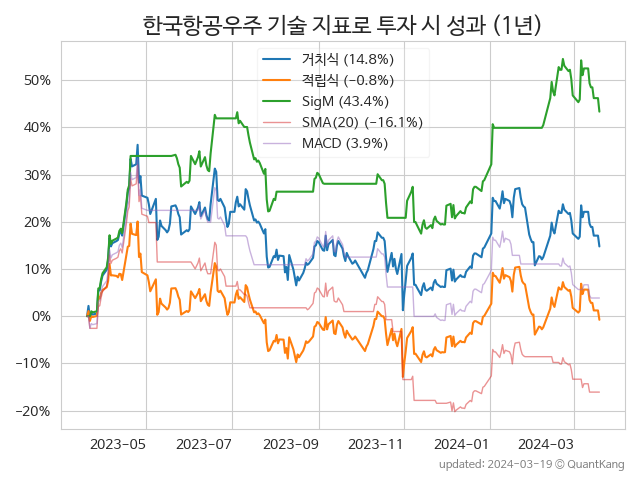 한국항공우주 기술 지표로 투자 시 성과 (1년)
거치식 (14.8%)
적립식 (−0.8%)
SigM (43.4%)
SMA(20) (−16.1%)
MACD (3.9%)
50%
40%
30%
20%
10%
0%
−10%
−20%
2023-05 2023-07 2023-09 2023-11 2024-01 2024-03
updated: 2024-03-19 © QuantKang